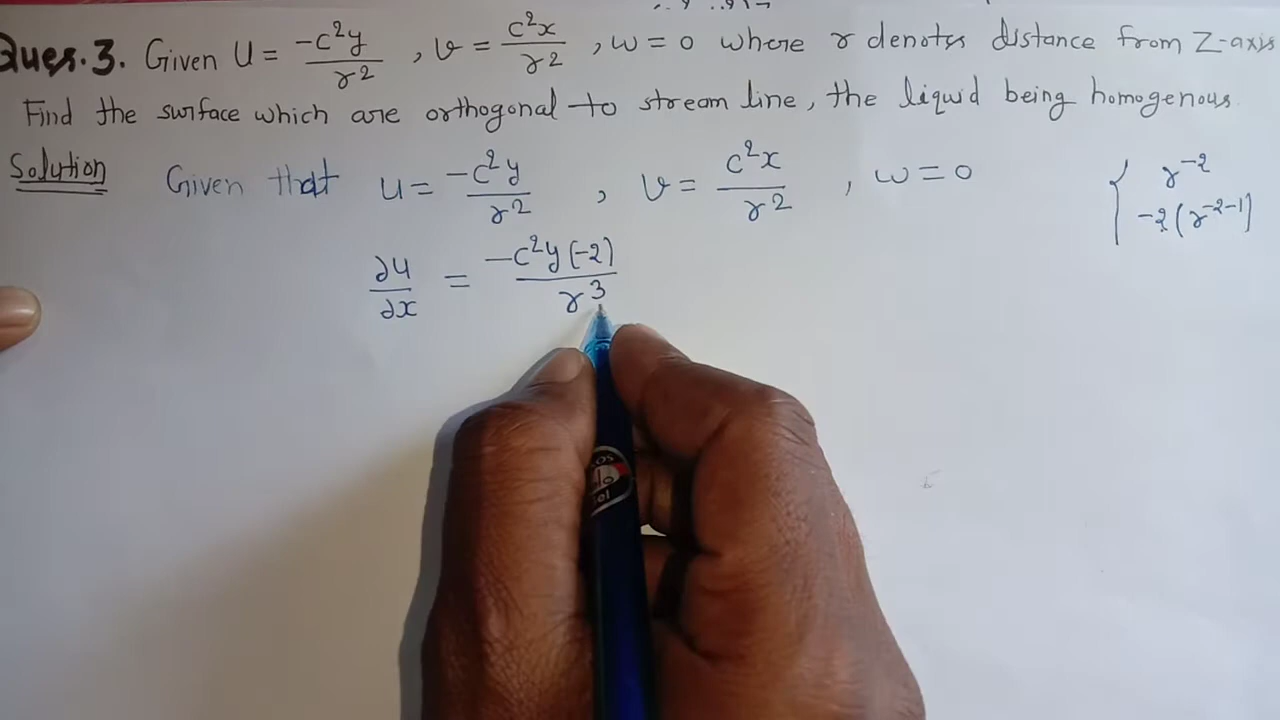 Ques.3. Given U = -c²y/r² , v = c²x/r² , w = 0 where r denotes distance from Z-axis
Find the surface which are orthogonal to stream line, the liquid being homogenous.
Solution Given that u = -c²y/r² , v = c²x/r² , w = 0
{ r⁻²
-2(r⁻²⁻¹)
∂u/∂x = -c²y(-2)/r³